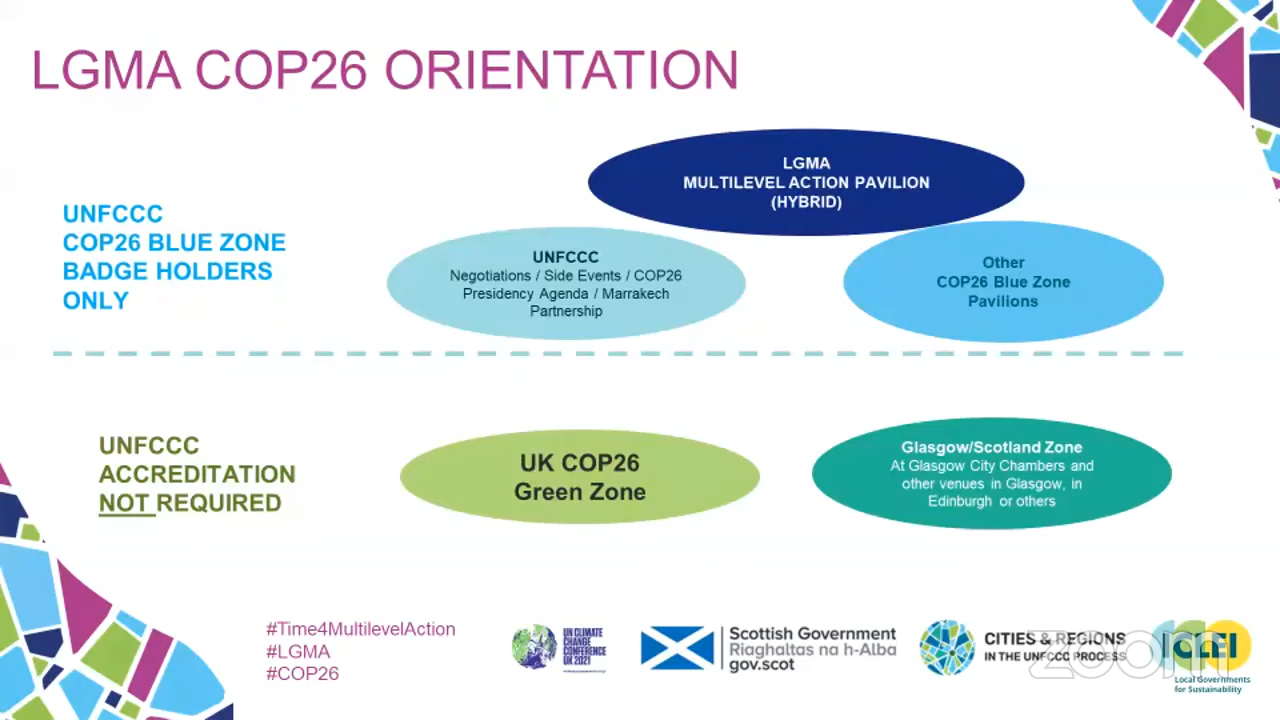 LGMA COP26 ORIENTATION
LGMA
MULTILEVEL ACTION PAVILION
(HYBRID)
UNFCCC
COP26 BLUE ZONE
BADGE HOLDERS
ONLY
UNFCCC
Negotiations / Side Events / COP26
Presidency Agenda / Marrakech
Partnership
Other
COP26 Blue Zone
Pavilions
UNFCCC
ACCREDITATION
NOT REQUIRED
UK COP26
Green Zone
Glasgow/Scotland Zone
At Glasgow City Chambers and
other venues in Glasgow, in
Edinburgh or others
#Time4MultilevelAction
#LGMA
#COP26
UN CLIMATE
CHANGE
CONFERENCE
UK 2021
Scottish Government
Riaghaltas na h-Alba
gov.scot
CITIES & REGIONS
IN THE UNFCCC PROCESS
ICLEI
Local Governments
for Sustainability
zoom